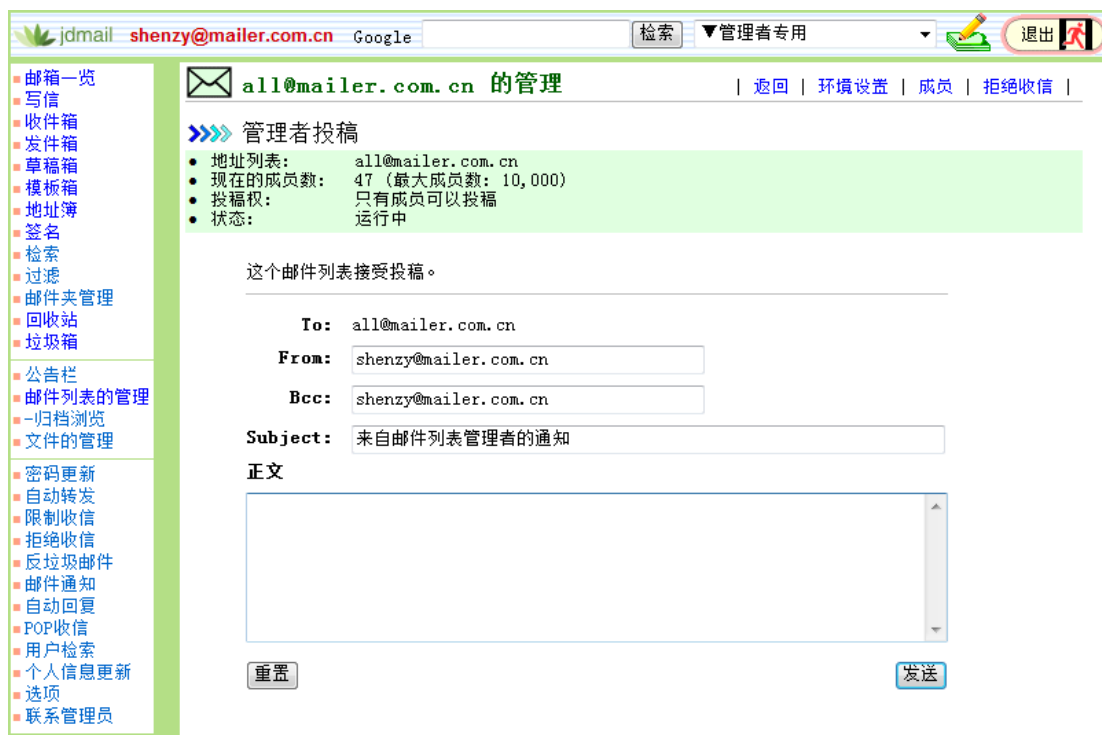 jdmail shenzy@mailer.com.cn Google 检索 ▼管理者专用 退出
邮箱一览
写信
收件箱
发件箱
草稿箱
模板箱
地址簿
签名
检索
过滤
邮件夹管理
回收站
垃圾箱
公告栏
邮件列表的管理
-归档浏览
文件的管理
密码更新
自动转发
限制收信
拒绝收信
反垃圾邮件
邮件通知
自动回复
POP收信
用户检索
个人信息更新
选项
联系管理员
all@mailer.com.cn 的管理 | 返回 | 环境设置 | 成员 | 拒绝收信 |
管理者投稿
• 地址列表: all@mailer.com.cn
• 现在的成员数: 47 (最大成员数: 10,000)
• 投稿权: 只有成员可以投稿
• 状态: 运行中
这个邮件列表接受投稿。
To: all@mailer.com.cn
From: shenzy@mailer.com.cn
Bcc: shenzy@mailer.com.cn
Subject: 来自邮件列表管理者的通知
正文
重置 发送